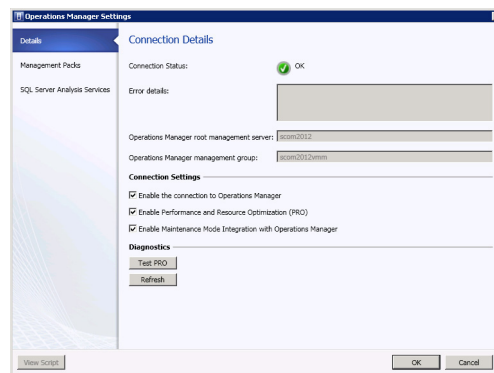 Operations Manager Settings
Details
Management Packs
SQL Server Analysis Services
Connection Details
Connection Status:
OK
Error details:
Operations Manager root management server: scom2012
Operations Manager management group: scom2012vmm
Connection Settings
Enable the connection to Operations Manager
Enable Performance and Resource Optimization (PRO)
Enable Maintenance Mode Integration with Operations Manager
Diagnostics
Test PRO
Refresh
View Script
OK
Cancel